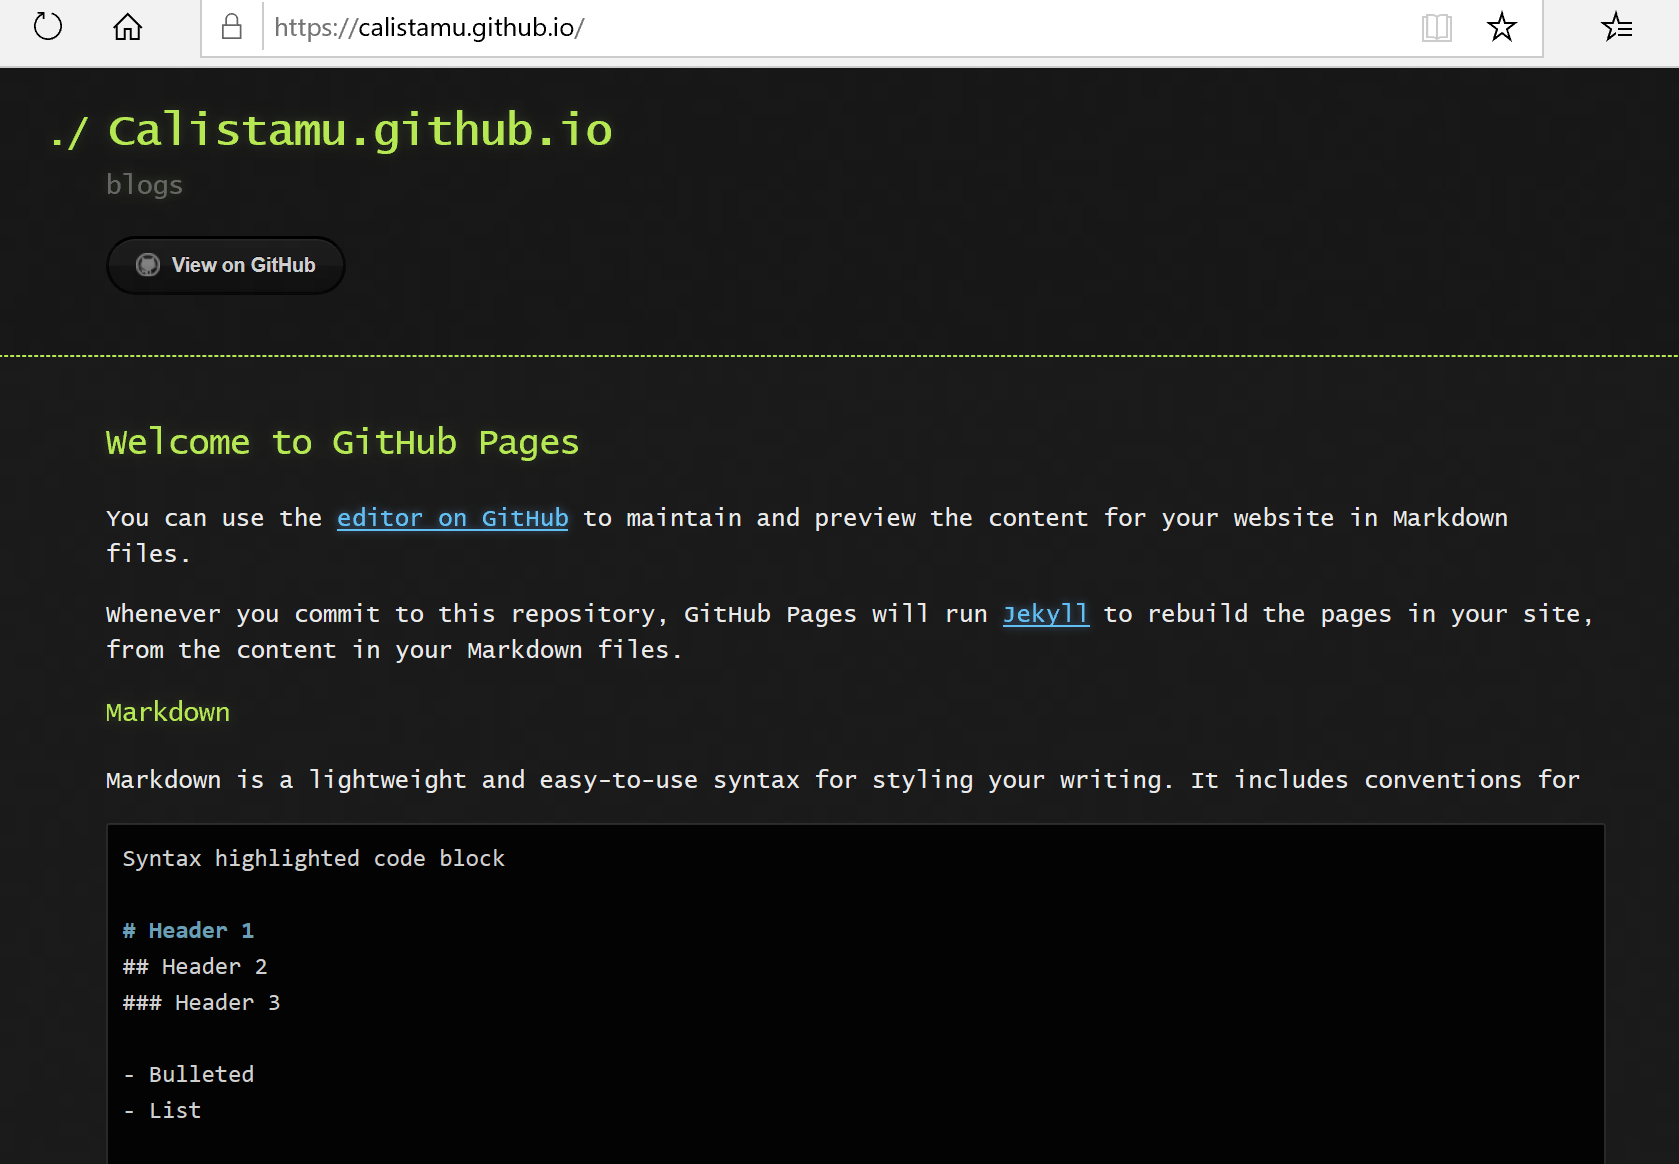 https://calistamu.github.io/
./ Calistamu.github.io
blogs
View on GitHub
Welcome to GitHub Pages
You can use the editor on GitHub to maintain and preview the content for your website in Markdown
files.
Whenever you commit to this repository, GitHub Pages will run Jekyll to rebuild the pages in your site,
from the content in your Markdown files.
Markdown
Markdown is a lightweight and easy-to-use syntax for styling your writing. It includes conventions for
Syntax highlighted code block
# Header 1
## Header 2
### Header 3
- Bulleted
- List